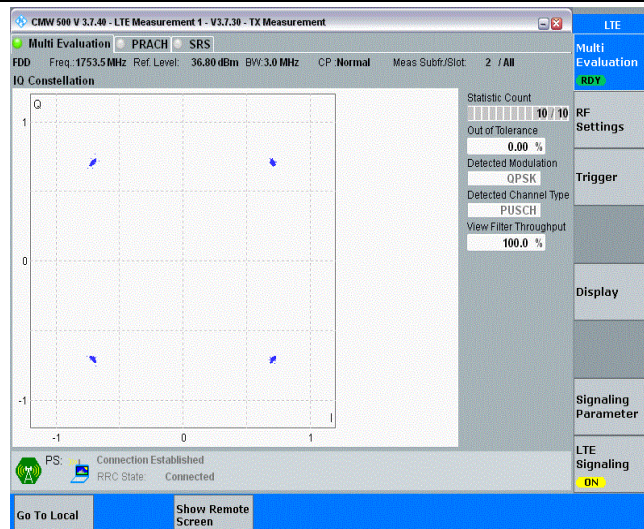 CMW 500 V 3.7.40 - LTE Measurement 1 - V3.7.30 - TX Measurement
LTE
Multi Evaluation PRACH SRS
FDD Freq.:1753.5 MHz Ref. Level: 36.80 dBm BW:3.0 MHz CP :Normal Meas Subfr./Slot: 2 / All
IQ Constellation
Q
1
0
-1
-1 0 1
I
Statistic Count
10 / 10
Out of Tolerance
0.00 %
Detected Modulation
QPSK
Detected Channel Type
PUSCH
View Filter Throughput
100.0 %
PS: Connection Established
RRC State: Connected
Multi
Evaluation
RDY
RF
Settings
Trigger
Display
Signaling
Parameter
LTE
Signaling
ON
Go To Local
Show Remote
Screen